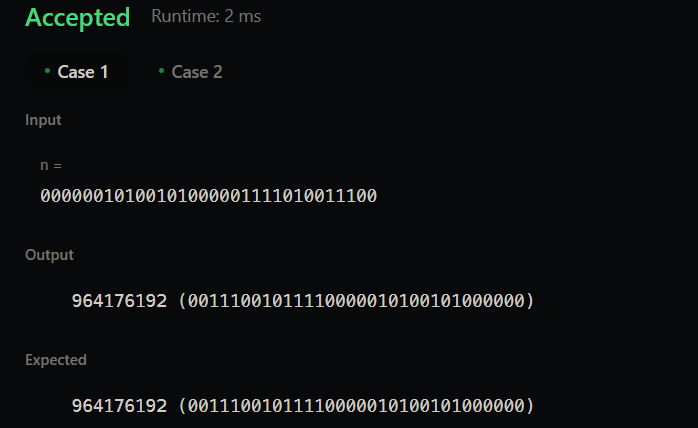 Accepted Runtime: 2 ms
• Case 1 • Case 2
Input
n =
00000010100101000001111010011100
Output
964176192 (00111001011110000010100101000000)
Expected
964176192 (00111001011110000010100101000000)